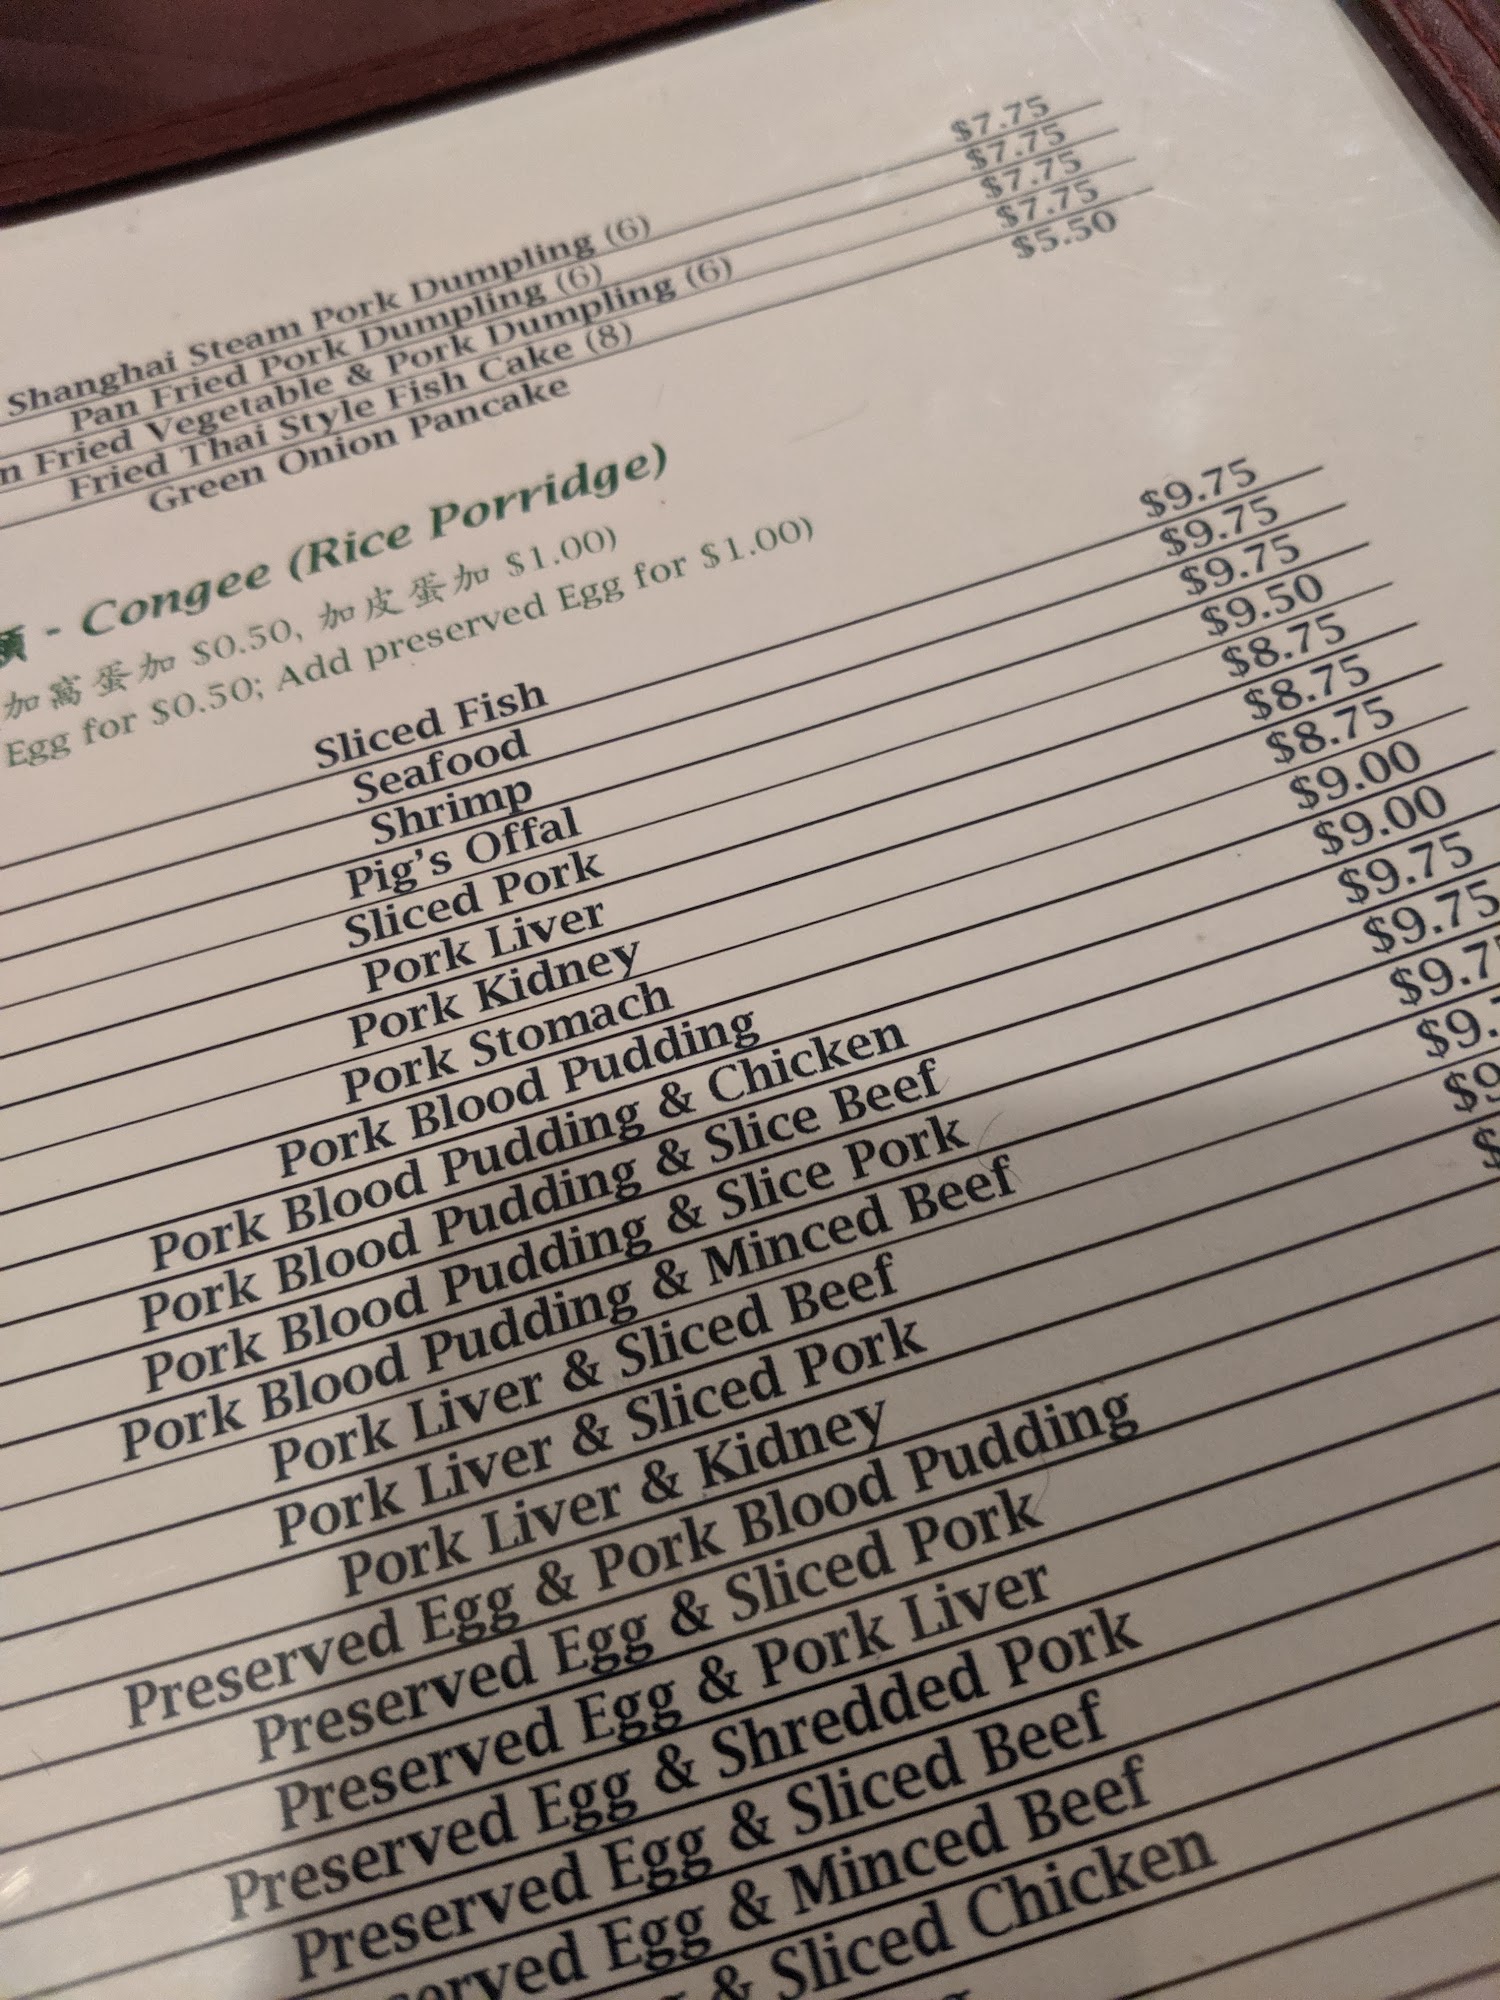 Shanghai Steam Pork Dumpling (6) $7.75
Pan Fried Pork Dumpling (6) $7.75
n Fried Vegetable & Pork Dumpling (6) $7.75
Fried Thai Style Fish Cake (8) $7.75
Green Onion Pancake $5.50
- Congee (Rice Porridge)
加窩蛋加 $0.50, 加皮蛋加 $1.00)
Egg for $0.50; Add preserved Egg for $1.00)
Sliced Fish $9.75
Seafood $9.75
Shrimp $9.75
Pig's Offal $9.50
Sliced Pork $8.75
Pork Liver $8.75
Pork Kidney $8.75
Pork Stomach $9.00
Pork Blood Pudding $9.00
Pork Blood Pudding & Chicken $9.75
Pork Blood Pudding & Slice Beef $9.75
Pork Blood Pudding & Slice Pork $9.7
Pork Blood Pudding & Minced Beef $9.
Pork Liver & Sliced Beef $9
Pork Liver & Sliced Pork $
Pork Liver & Kidney
Preserved Egg & Pork Blood Pudding
Preserved Egg & Sliced Pork
Preserved Egg & Pork Liver
Preserved Egg & Shredded Pork
Preserved Egg & Sliced Beef
served Egg & Minced Beef
& Sliced Chicken